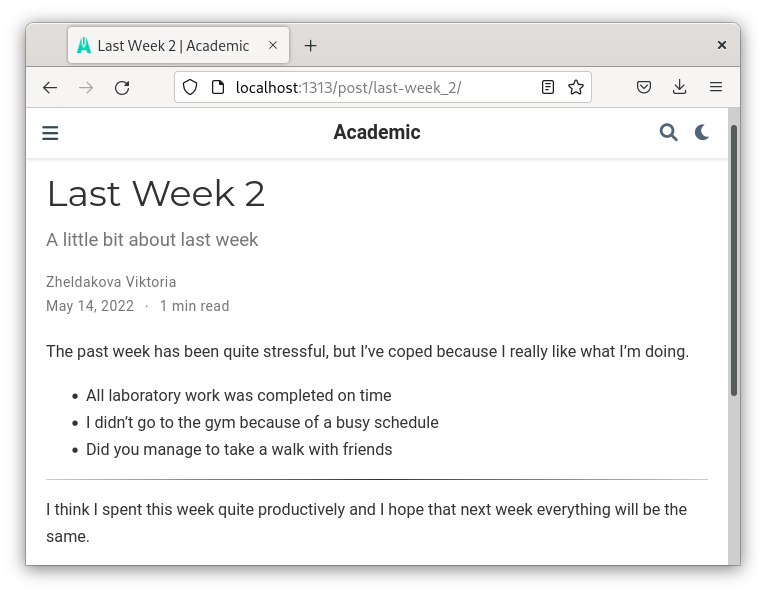 Last Week 2 | Academic
localhost:1313/post/last-week_2/
Academic
Last Week 2
A little bit about last week
Zheldakova Viktoria
May 14, 2022 · 1 min read
The past week has been quite stressful, but I’ve coped because I really like what I’m doing.
• All laboratory work was completed on time
• I didn’t go to the gym because of a busy schedule
• Did you manage to take a walk with friends
I think I spent this week quite productively and I hope that next week everything will be the
same.